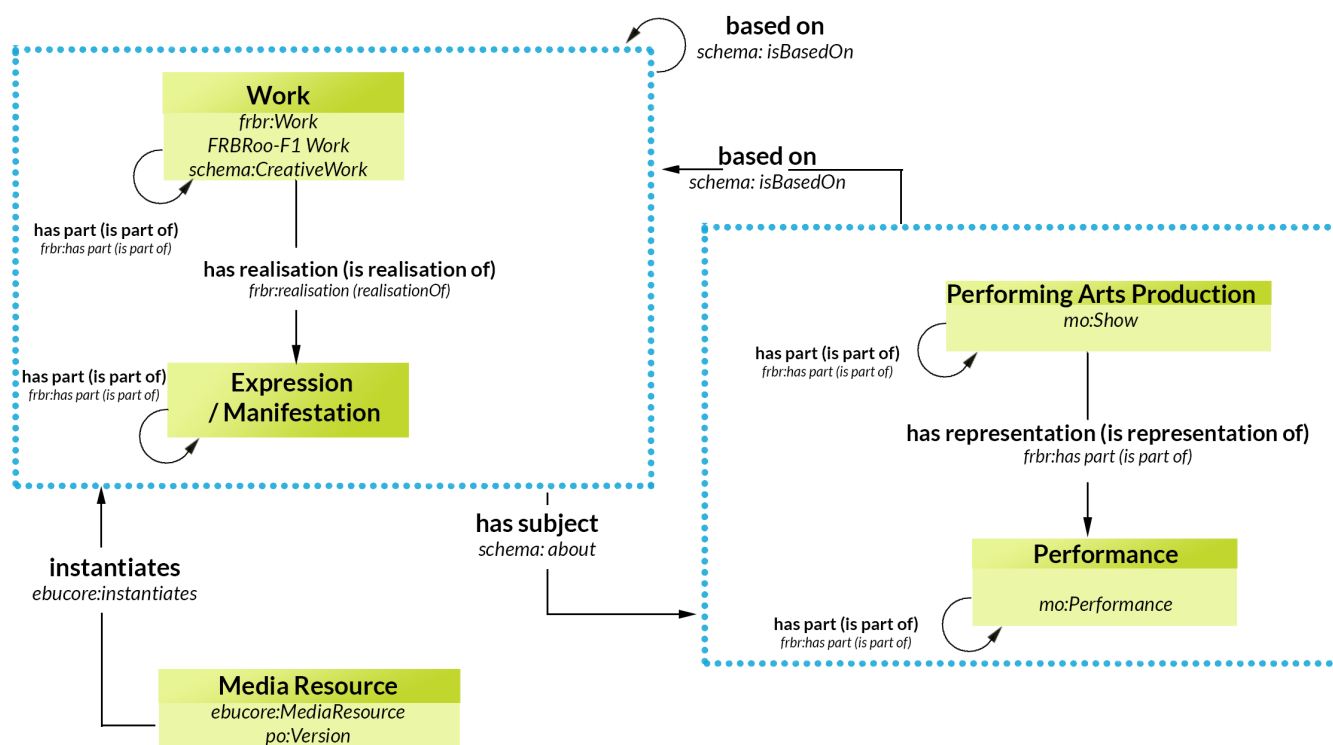 based on
schema: isBasedOn
Work
frbr:Work
FRBRoo-F1 Work
schema:CreativeWork
has part (is part of)
frbr:has part (is part of)
has realisation (is realisation of)
frbr:realisation (realisationOf)
has part (is part of)
frbr:has part (is part of)
Expression
/ Manifestation
based on
schema: isBasedOn
Performing Arts Production
mo:Show
has part (is part of)
frbr:has part (is part of)
has representation (is representation of)
frbr:has part (is part of)
Performance
mo:Performance
has part (is part of)
frbr:has part (is part of)
has subject
schema: about
instantiates
ebucore:instantiates
Media Resource
ebucore:MediaResource
po:Version